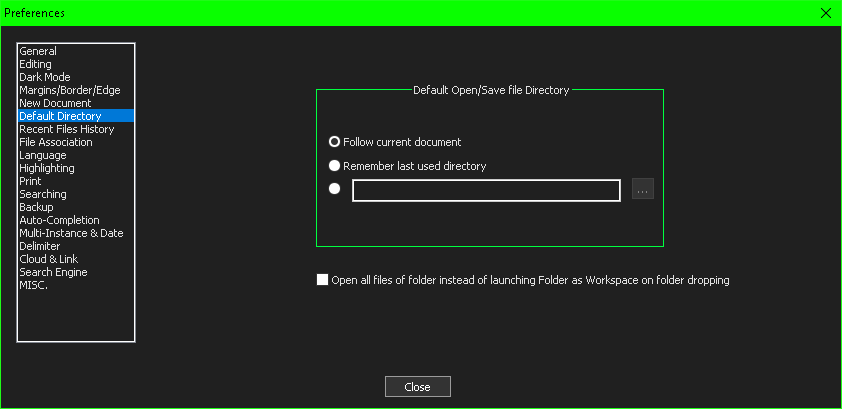 Preferences
General
Editing
Dark Mode
Margins/Border/Edge
New Document
Default Directory
Recent Files History
File Association
Language
Highlighting
Print
Searching
Backup
Auto-Completion
Multi-Instance & Date
Delimiter
Cloud & Link
Search Engine
MISC.
Default Open/Save file Directory
Follow current document
Remember last used directory
...
Open all files of folder instead of launching Folder as Workspace on folder dropping
Close